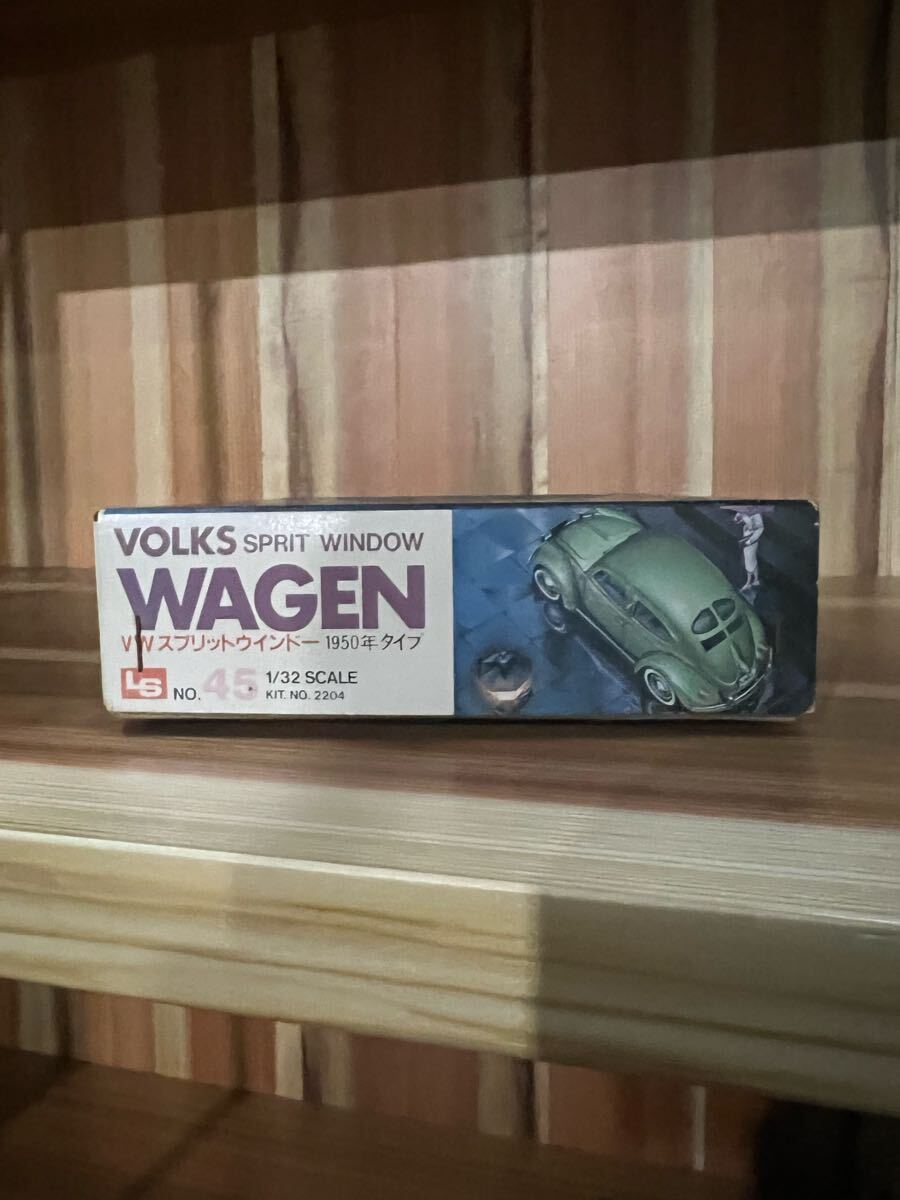 VOLKS SPRIT WINDOW
WAGEN
VWスプリットウインドー 1950年タイプ
LS NO. 45 1/32 SCALE
KIT. NO. 2204